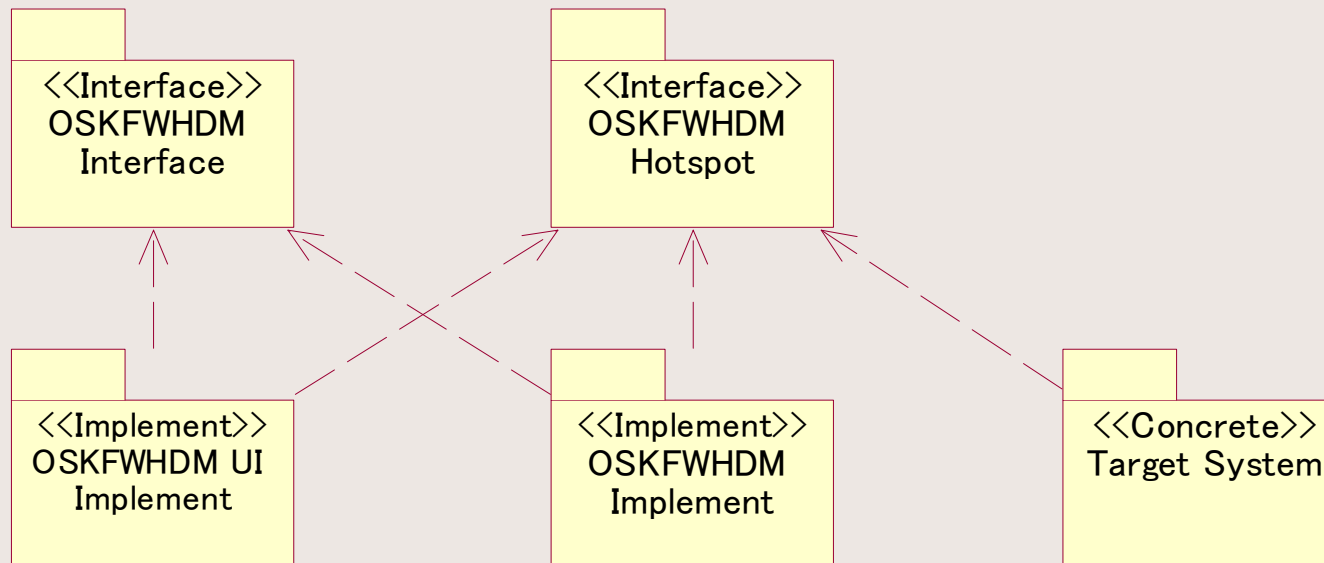 <<Interface>>
OSKFWHDM
Interface
<<Interface>>
OSKFWHDM
Hotspot
<<Implement>>
OSKFWHDM UI
Implement
<<Implement>>
OSKFWHDM
Implement
<<Concrete>>
Target System